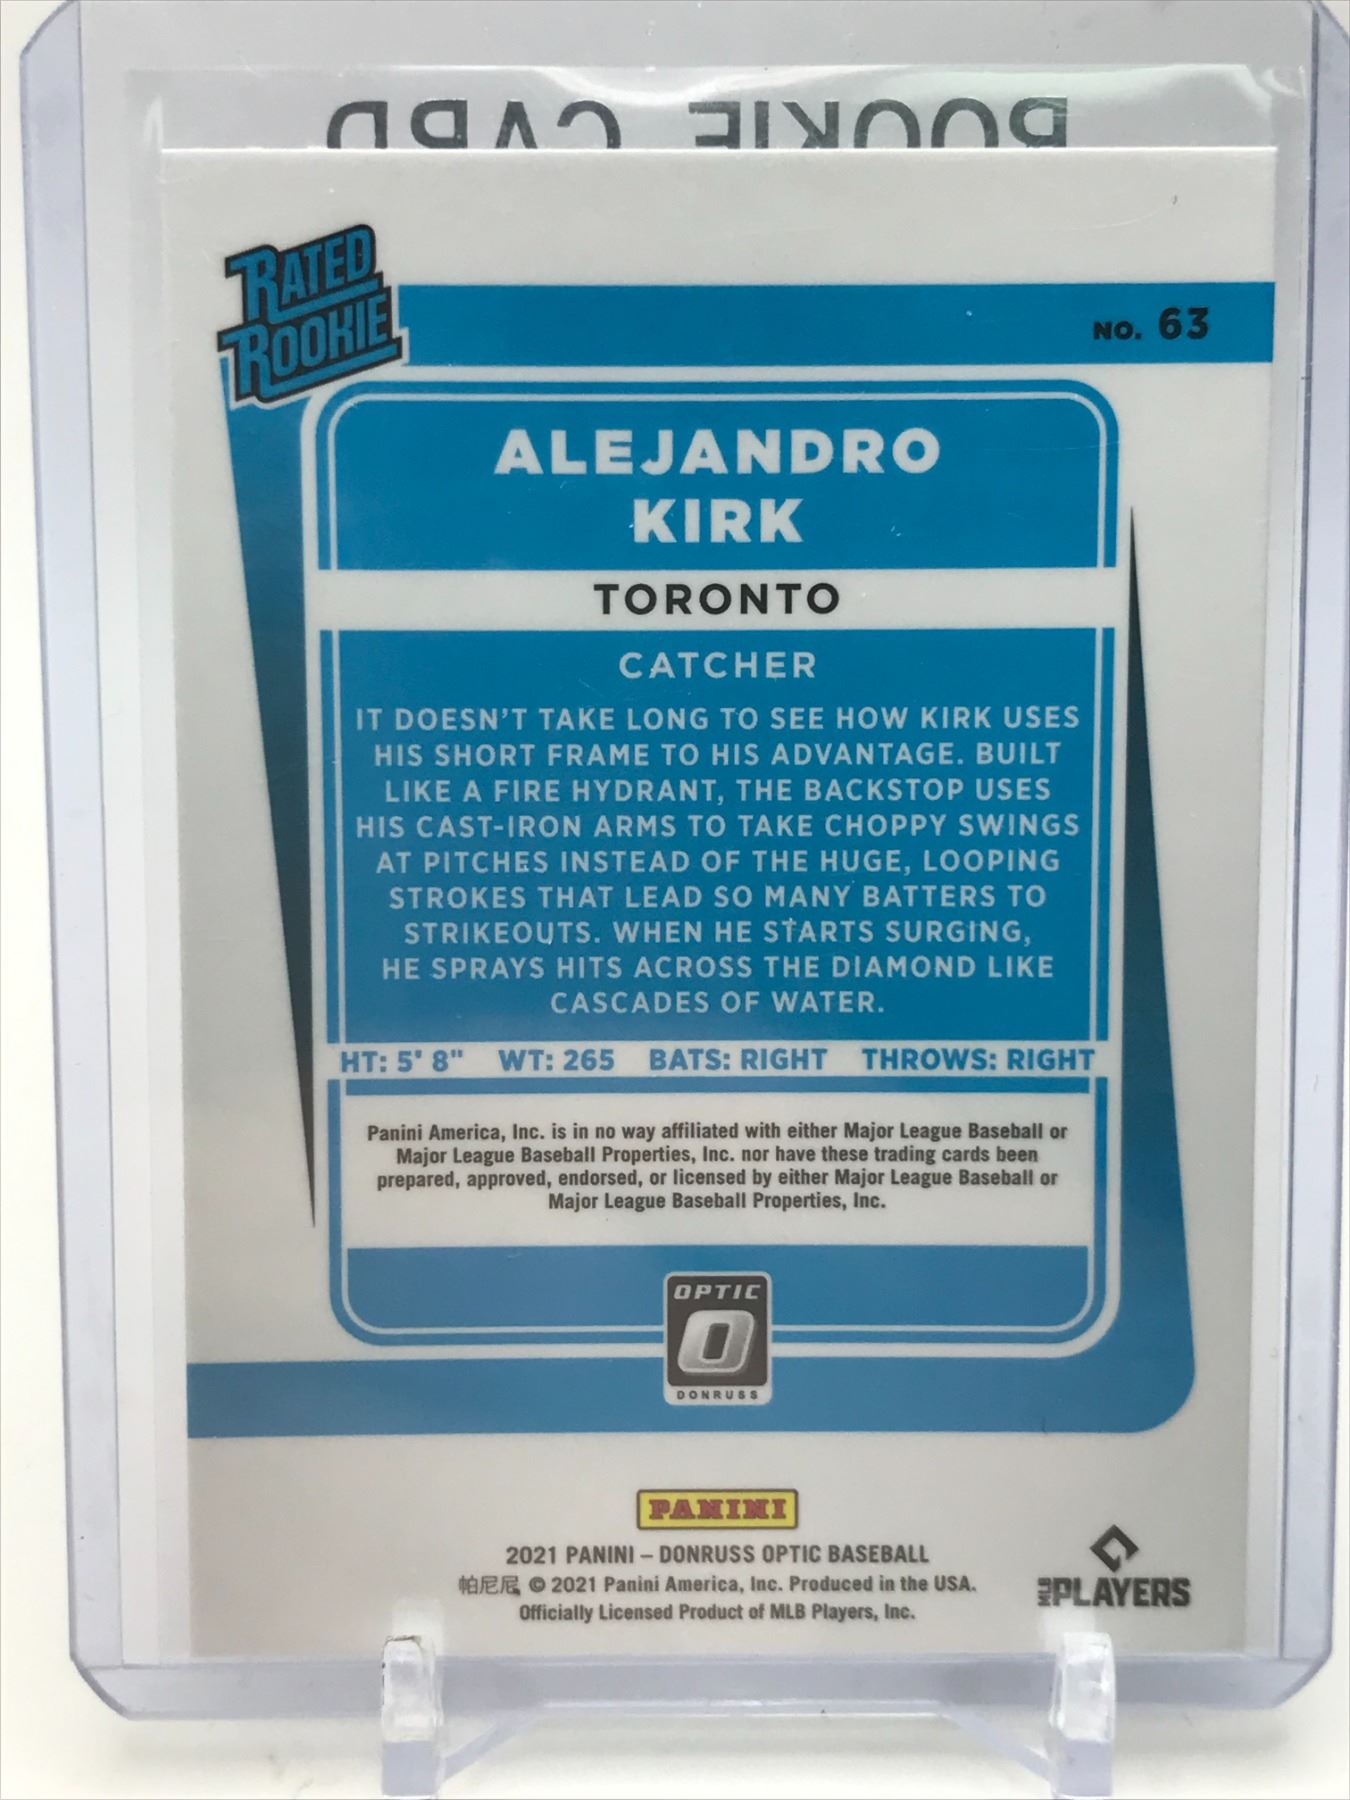 ROOKIE CARD
RATED
ROOKIE
NO. 63
ALEJANDRO
KIRK
TORONTO
CATCHER
IT DOESN'T TAKE LONG TO SEE HOW KIRK USES
HIS SHORT FRAME TO HIS ADVANTAGE. BUILT
LIKE A FIRE HYDRANT, THE BACKSTOP USES
HIS CAST-IRON ARMS TO TAKE CHOPPY SWINGS
AT PITCHES INSTEAD OF THE HUGE, LOOPING
STROKES THAT LEAD SO MANY BATTERS TO
STRIKEOUTS. WHEN HE STARTS SURGING,
HE SPRAYS HITS ACROSS THE DIAMOND LIKE
CASCADES OF WATER.
HT: 5' 8" WT: 265 BATS: RIGHT THROWS: RIGHT
Panini America, Inc. is in no way affiliated with either Major League Baseball or
Major League Baseball Properties, Inc. nor have these trading cards been
prepared, approved, endorsed, or licensed by either Major League Baseball or
Major League Baseball Properties, Inc.
OPTIC
O
DONRUSS
PANINI
2021 PANINI – DONRUSS OPTIC BASEBALL
帕尼尼 © 2021 Panini America, Inc. Produced in the USA.
Officially Licensed Product of MLB Players, Inc.
MLB PLAYERS